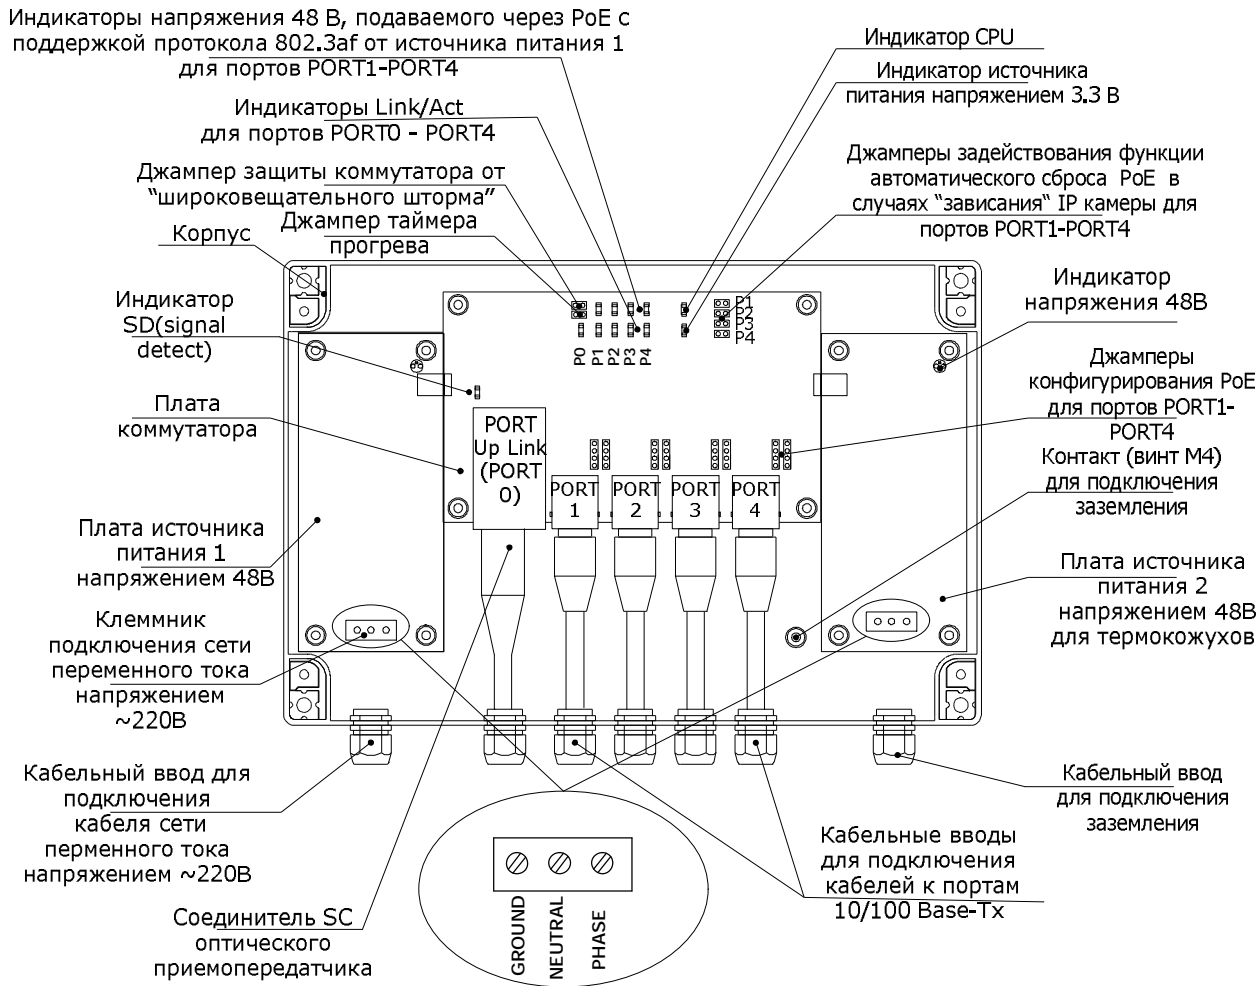 Индикаторы напряжения 48 В, подаваемого через PoE с
поддержкой протокола 802.3af от источника питания 1
для портов PORT1-PORT4
Индикаторы Link/Act
для портов PORT0 - PORT4
Джампер защиты коммутатора от
"широковещательного шторма"
Джампер таймера
прогрева
Корпус
Индикатор
SD(signal
detect)
Плата
коммутатора
Плата источника
питания 1
напряжением 48В
Клеммник
подключения сети
переменного тока
напряжением
~220В
Кабельный ввод для
подключения
кабеля сети
перменного тока
напряжением ~220В
Соединитель SC
оптического
приемопередатчика
Индикатор CPU
Индикатор источника
питания напряжением 3.3 В
Джамперы задействования функции
автоматического сброса PoE в
случаях "зависания" IP камеры для
портов PORT1-PORT4
Индикатор
напряжения 48В
Джамперы
конфигурирования PoE
для портов PORT1-
PORT4
Контакт (винт М4)
для подключения
заземления
Плата источника
питания 2
напряжением 48В
для термокожухов
Кабельный ввод
для подключения
заземления
Кабельные вводы
для подключения
кабелей к портам
10/100 Base-Tx
P0
P1
P2
P3
P4
P1
P2
P3
P4
PORT
Up Link
(PORT
0)
PORT
1
PORT
2
PORT
3
PORT
4
GROUND
NEUTRAL
PHASE